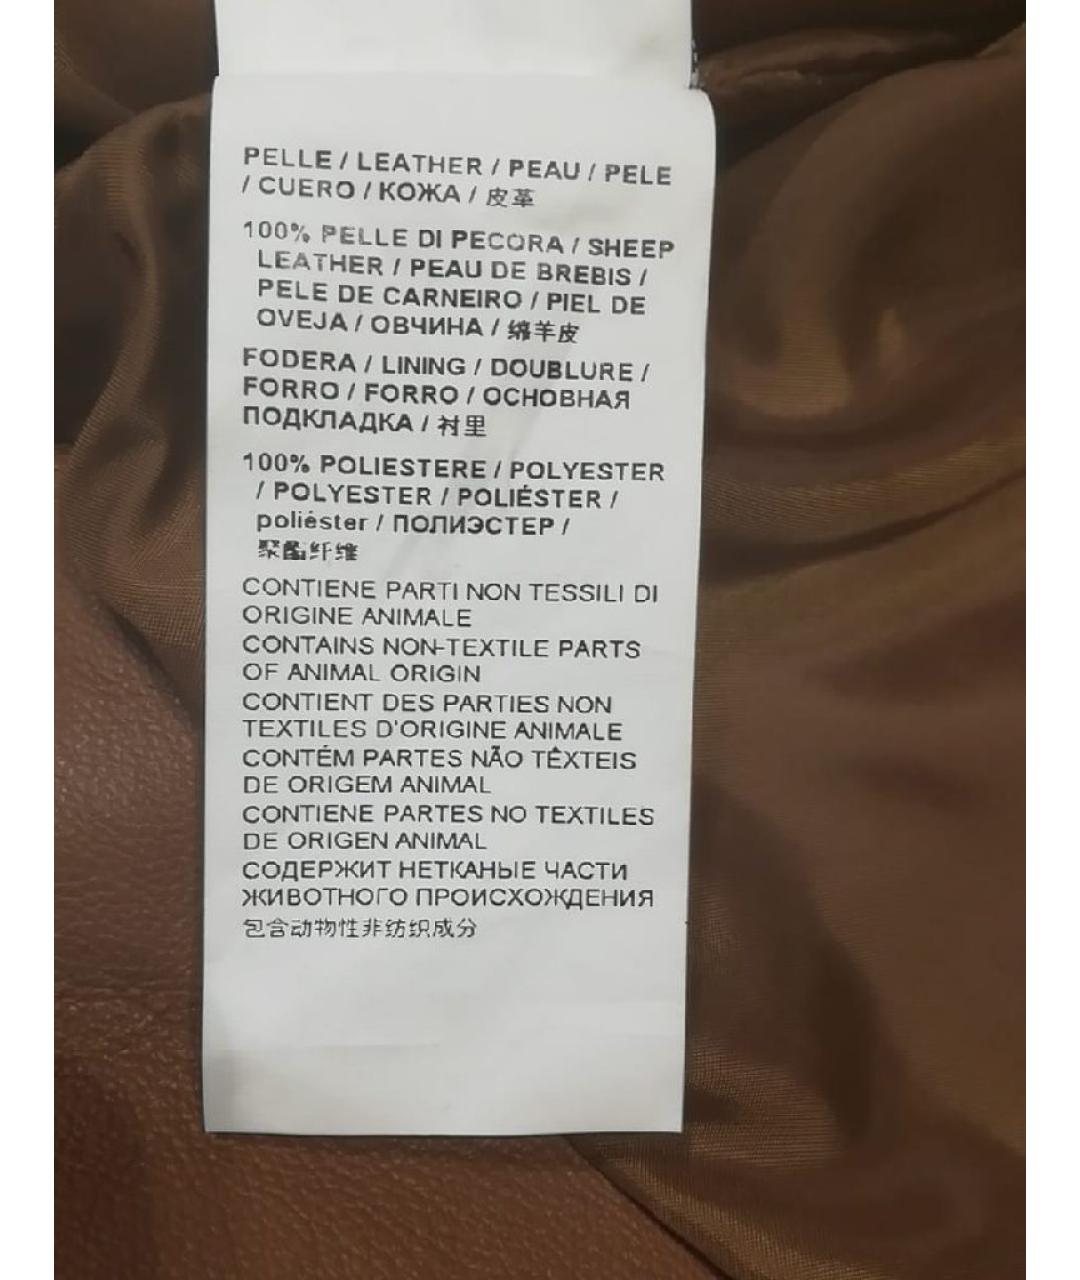 PELLE / LEATHER / PEAU / PELE
/ CUERO / КОЖА / 皮革
100% PELLE DI PECORA / SHEEP
LEATHER / PEAU DE BREBIS /
PELE DE CARNEIRO / PIEL DE
OVEJA / ОВЧИНА / 绵羊皮
FODERA / LINING / DOUBLURE /
FORRO / FORRO / ОСНОВНАЯ
ПОДКЛАДКА / 衬里
100% POLIESTERE / POLYESTER
/ POLYESTER / POLIÉSTER /
poliéster / ПОЛИЭСТЕР /
聚酯纤维
CONTIENE PARTI NON TESSILI DI
ORIGINE ANIMALE
CONTAINS NON-TEXTILE PARTS
OF ANIMAL ORIGIN
CONTIENT DES PARTIES NON
TEXTILES D'ORIGINE ANIMALE
CONTÉM PARTES NÃO TÊXTEIS
DE ORIGEM ANIMAL
CONTIENE PARTES NO TEXTILES
DE ORIGEN ANIMAL
СОДЕРЖИТ НЕТКАНЫЕ ЧАСТИ
ЖИВОТНОГО ПРОИСХОЖДЕНИЯ
包含动物性非纺织成分